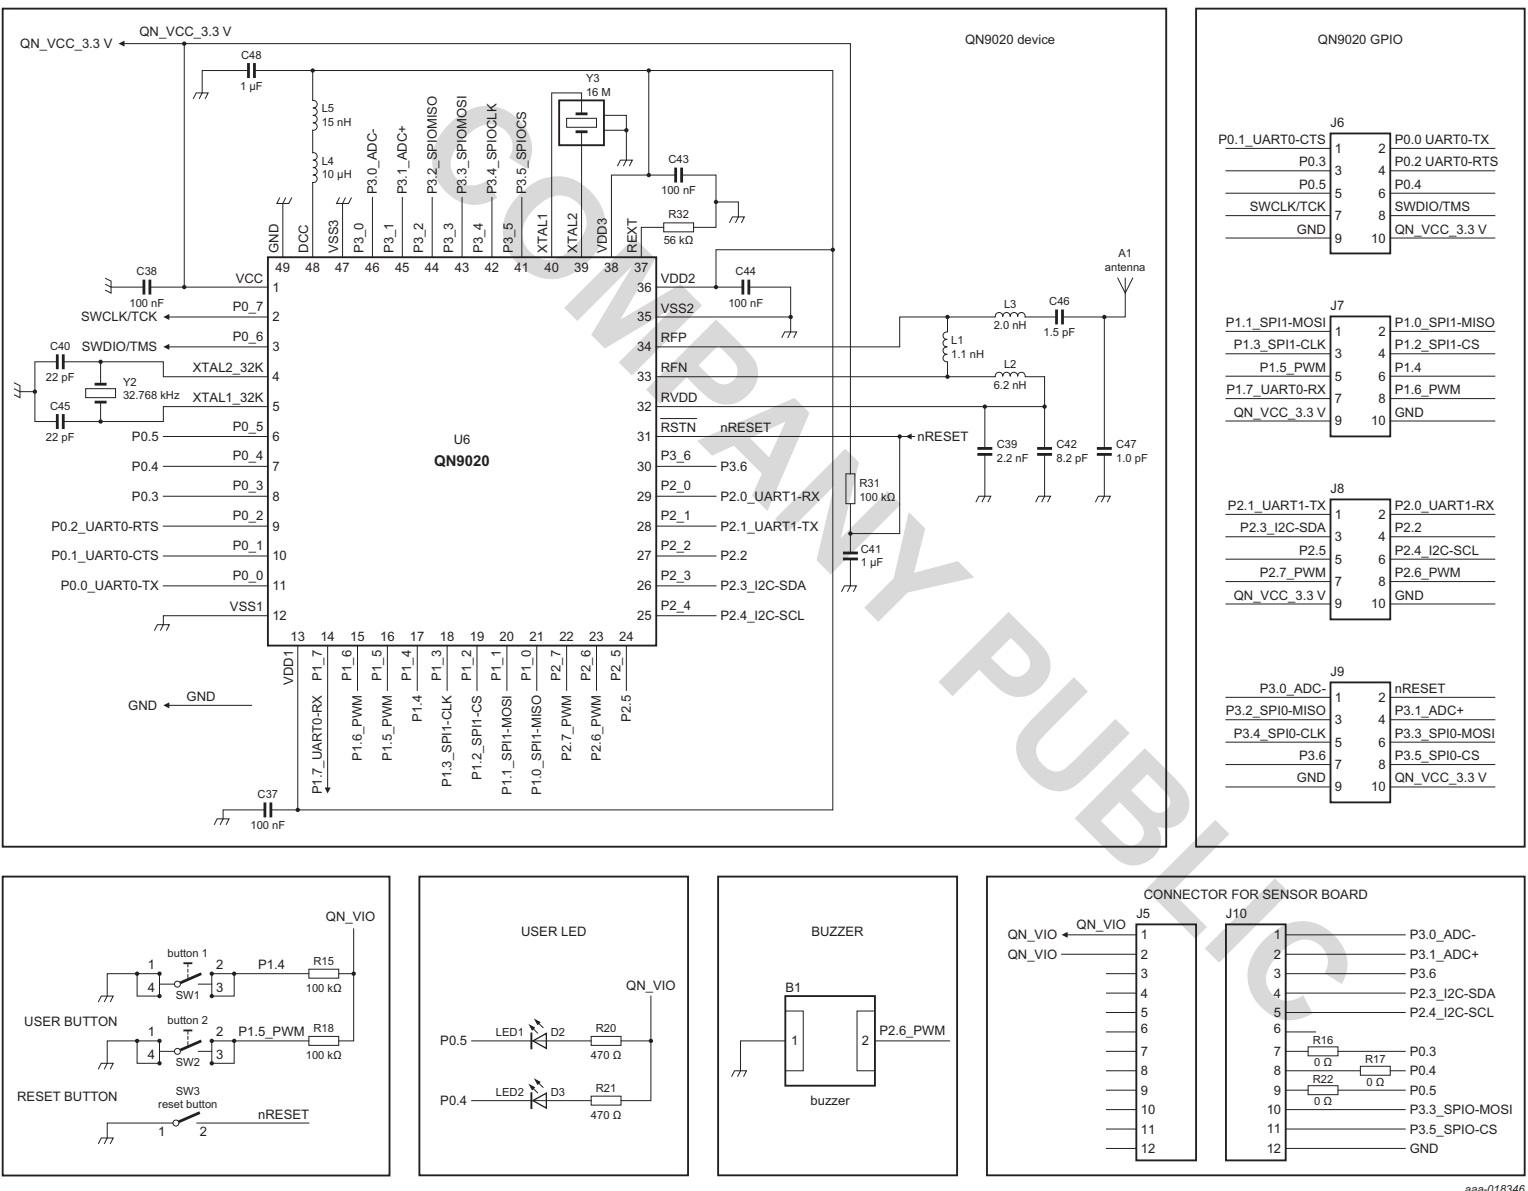 QN_VCC_3.3 V
QN_VCC_3.3 V
QN9020 device
C48
1 µF
L5
15 nH
L4
10 µH
Y3
16 M
P3.0_ADC-
P3.1_ADC+
P3.2_SPIOMISO
P3.3_SPIOMOSI
P3.4_SPIOCLK
P3.5_SPIOCS
C43
100 nF
R32
56 kΩ
GND
DCC
VSS3
P3_0
P3_1
P3_2
P3_3
P3_4
P3_5
XTAL1
XTAL2
VDD3
REXT
49 48 47 46 45 44 43 42 41 40 39 38 37
C38
100 nF
VCC
1
SWCLK/TCK
P0_7
2
SWDIO/TMS
P0_6
3
C40
22 pF
XTAL2_32K
4
Y2
32.768 kHz
C45
22 pF
XTAL1_32K
5
P0.5
P0_5
6
P0.4
P0_4
7
P0.3
P0_3
8
P0.2_UART0-RTS
P0_2
9
P0.1_UART0-CTS
P0_1
10
P0.0_UART0-TX
P0_0
11
VSS1
12
U6
QN9020
36
VDD2
C44
100 nF
35
VSS2
34
RFP
33
RFN
32
RVDD
31
RSTN
nRESET
nRESET
30
P3_6
P3.6
29
P2_0
P2.0_UART1-RX
28
P2_1
P2.1_UART1-TX
27
P2_2
P2.2
26
P2_3
P2.3_I2C-SDA
25
P2_4
P2.4_I2C-SCL
A1
antenna
L3
2.0 nH
C46
1.5 pF
L1
1.1 nH
L2
6.2 nH
C39
2.2 nF
C42
8.2 pF
C47
1.0 pF
R31
100 kΩ
C41
1 µF
13 14 15 16 17 18 19 20 21 22 23 24
VDD1
P1_7
P1_6
P1_5
P1_4
P1_3
P1_2
P1_1
P1_0
P2_7
P2_6
P2_5
P1.7_UART0-RX
P1.6_PWM
P1.5_PWM
P1.4
P1.3_SPI1-CLK
P1.2_SPI1-CS
P1.1_SPI1-MOSI
P1.0_SPI1-MISO
P2.7_PWM
P2.6_PWM
P2.5
GND
GND
C37
100 nF
QN9020 GPIO
J6
P0.1_UART0-CTS 1 2 P0.0 UART0-TX
P0.3 3 4 P0.2 UART0-RTS
P0.5 5 6 P0.4
SWCLK/TCK 7 8 SWDIO/TMS
GND 9 10 QN_VCC_3.3 V
J7
P1.1_SPI1-MOSI 1 2 P1.0_SPI1-MISO
P1.3_SPI1-CLK 3 4 P1.2_SPI1-CS
P1.5_PWM 5 6 P1.4
P1.7_UART0-RX 7 8 P1.6_PWM
QN_VCC_3.3 V 9 10 GND
J8
P2.1_UART1-TX 1 2 P2.0_UART1-RX
P2.3_I2C-SDA 3 4 P2.2
P2.5 5 6 P2.4_I2C-SCL
P2.7_PWM 7 8 P2.6_PWM
QN_VCC_3.3 V 9 10 GND
J9
P3.0_ADC- 1 2 nRESET
P3.2_SPI0-MISO 3 4 P3.1_ADC+
P3.4_SPI0-CLK 5 6 P3.3_SPI0-MOSI
P3.6 7 8 P3.5_SPI0-CS
GND 9 10 QN_VCC_3.3 V
COMPANY PUBLIC
QN_VIO
button 1
1 2 P1.4 R15
4 3 100 kΩ
SW1
USER BUTTON
button 2
1 2 P1.5_PWM R18
4 3 100 kΩ
SW2
RESET BUTTON
SW3
reset button
nRESET
1 2
USER LED
QN_VIO
P0.5 LED1 D2 R20
470 Ω
P0.4 LED2 D3 R21
470 Ω
BUZZER
B1
1 2 P2.6_PWM
buzzer
CONNECTOR FOR SENSOR BOARD
J5
QN_VIO QN_VIO 1
QN_VIO 2
3
4
5
6
7
8
9
10
11
12
J10
1 P3.0_ADC-
2 P3.1_ADC+
3 P3.6
4 P2.3_I2C-SDA
5 P2.4_I2C-SCL
6
7 R16 0 Ω P0.3
8 R17 0 Ω P0.4
9 R22 0 Ω P0.5
10 P3.3_SPIO-MOSI
11 P3.5_SPIO-CS
12 GND
aaa-018346